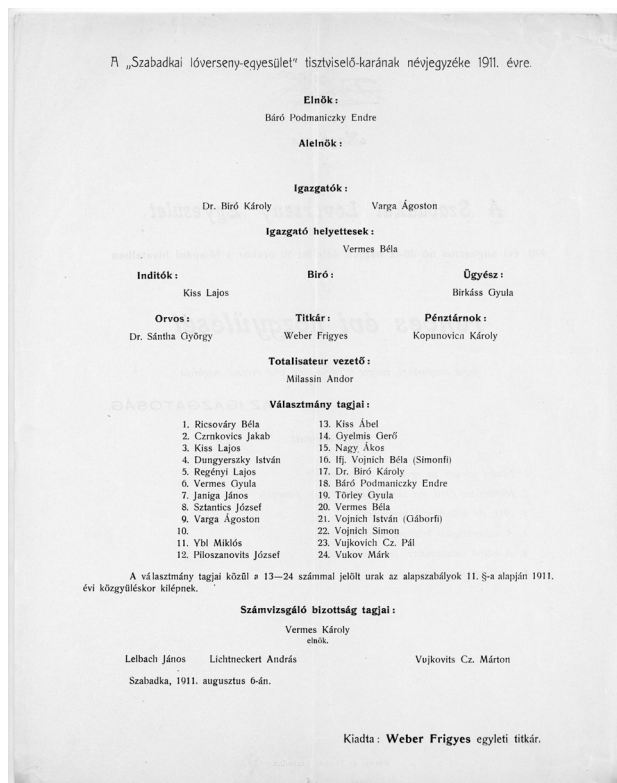 A „Szabadkai lóverseny-egyesület" tisztviselő-karának névjegyzéke 1911. évre.
Elnök :
Báró Podmaniczky Endre
Alelnök :
Igazgatók :
Dr. Biró Károly Varga Ágoston
Igazgató helyettesek :
Vermes Béla
Inditók : Biró : Ügyész :
Kiss Lajos Birkáss Gyula
Orvos : Titkár : Pénztárnok :
Dr. Sántha György Weber Frigyes Kopunovics Károly
Totalisateur vezető :
Milassin Andor
Választmány tagjai :
1. Ricsováry Béla
2. Czrnkovics Jakab
3. Kiss Lajos
4. Dungyerszky István
5. Regényi Lajos
6. Vermes Gyula
7. Janiga János
8. Sztantics József
9. Varga Ágoston
10.
11. Ybl Miklós
12. Piloszanovits József
13. Kiss Ábel
14. Gyelmis Gerő
15. Nagy Ákos
16. Ifj. Vojnich Béla (Simonfi)
17. Dr. Biró Károly
18. Báró Podmaniczky Endre
19. Törley Gyula
20. Vermes Béla
21. Vojnich István (Gáborfi)
22. Vojnich Simon
23. Vujkovich Cz. Pál
24. Vukov Márk
A választmány tagjai közül a 13—24 számmal jelölt urak az alapszabályok 11. §-a alapján 1911.
évi közgyüléskor kilépnek.
Számvizsgáló bizottság tagjai :
Vermes Károly
elnök.
Lelbach János Lichtneckert András Vujkovits Cz. Márton
Szabadka, 1911. augusztus 6-án.
Kiadta : Weber Frigyes egyleti titkár.